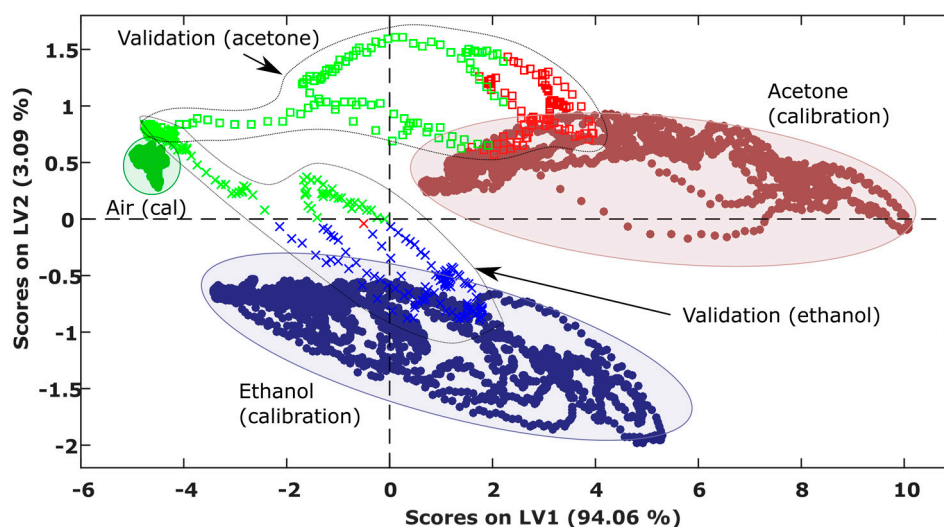 Validation (acetone)
Acetone
(calibration)
Air (cal)
Validation (ethanol)
Ethanol
(calibration)
1.5
1
0.5
0
-0.5
-1
-1.5
-2
Scores on LV2 (3.09 %)
-6 -4 -2 0 2 4 6 8 10
Scores on LV1 (94.06 %)